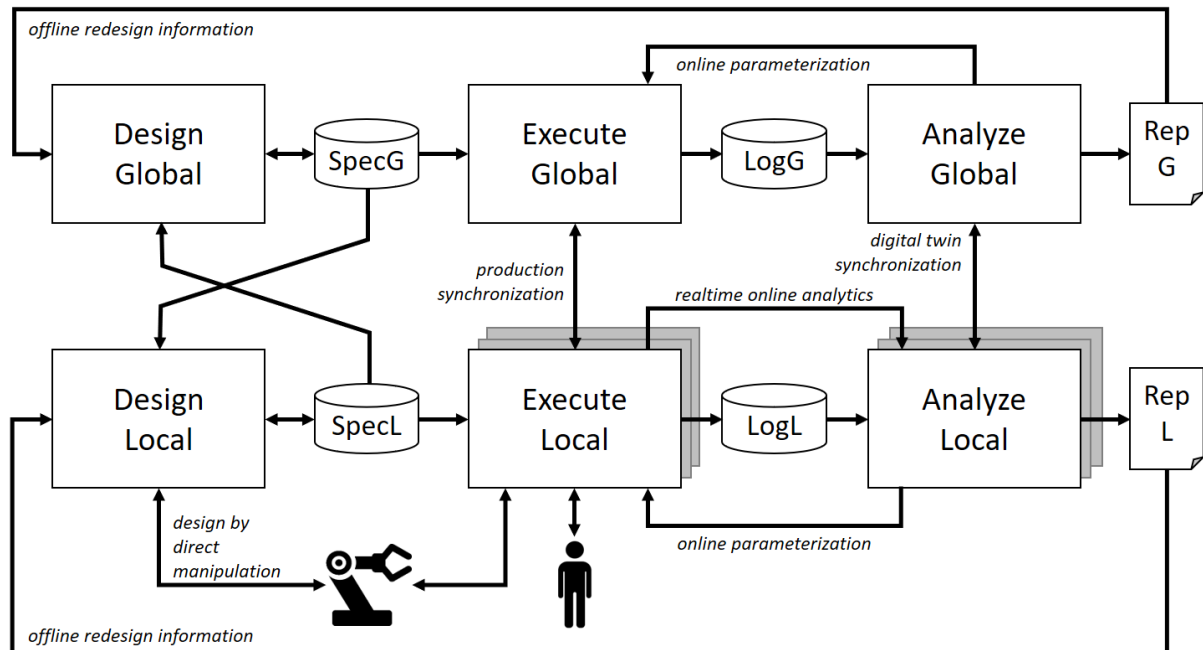 offline redesign information
online parameterization
Design
Global
SpecG
Execute
Global
LogG
Analyze
Global
Rep
G
production
synchronization
digital twin
synchronization
realtime online analytics
Design
Local
SpecL
Execute
Local
LogL
Analyze
Local
Rep
L
design by
direct
manipulation
online parameterization
offline redesign information